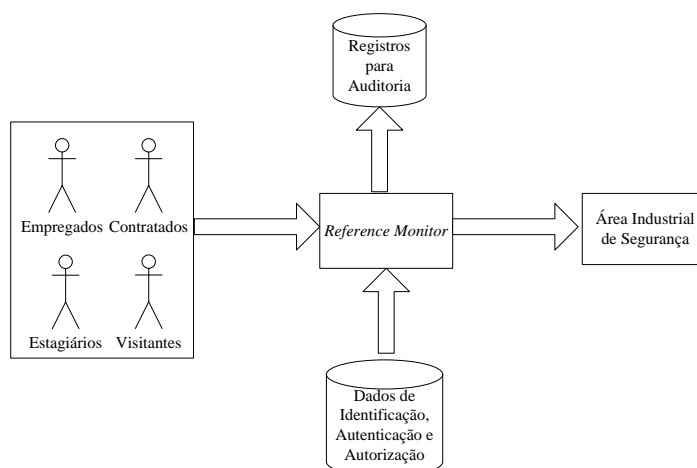 Registros
para
Auditoria
Empregados
Contratados
Reference Monitor
Área Industrial
de Segurança
Estagiários
Visitantes
Dados de
Identificação,
Autenticação e
Autorização